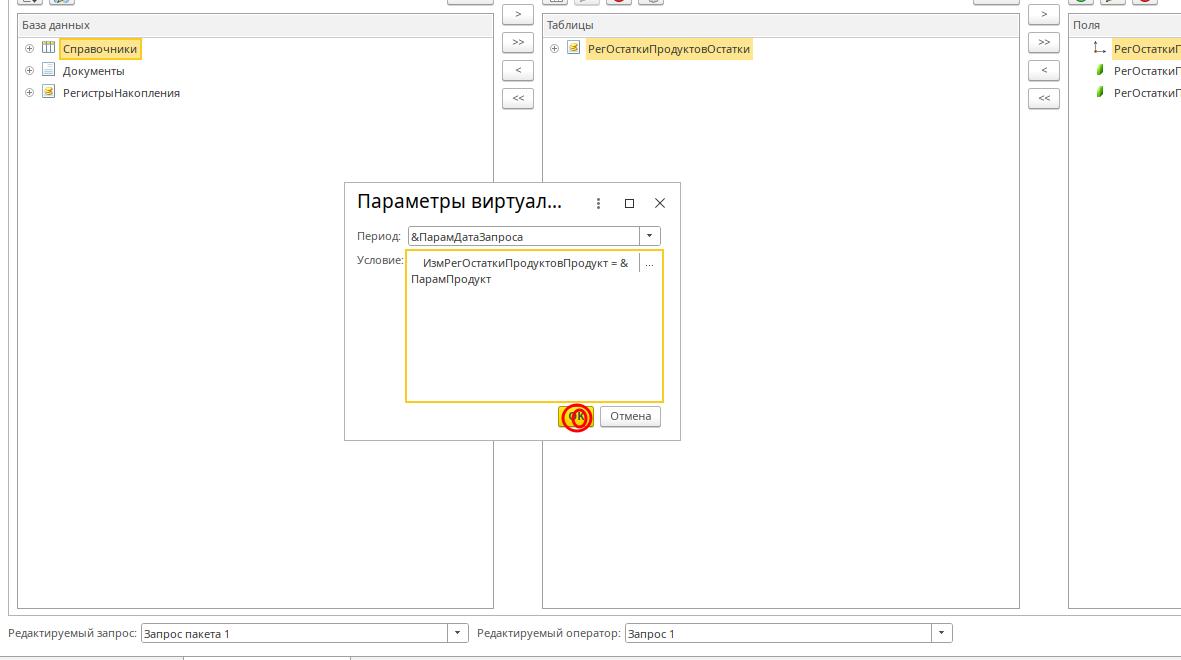 База данных
Справочники
Документы
РегистрыНакопления
>
>>
<
<<
Таблицы
РегОстаткиПродуктовОстатки
>
>>
<
<<
Поля
РегОстаткиП
РегОстаткиП
РегОстаткиП
Параметры виртуал...
Период: &ПарамДатаЗапроса
Условие: ИзмРегОстаткиПродуктовПродукт = & ...
ПарамПродукт
ОК Отмена
Редактируемый запрос: Запрос пакета 1 Редактируемый оператор: Запрос 1